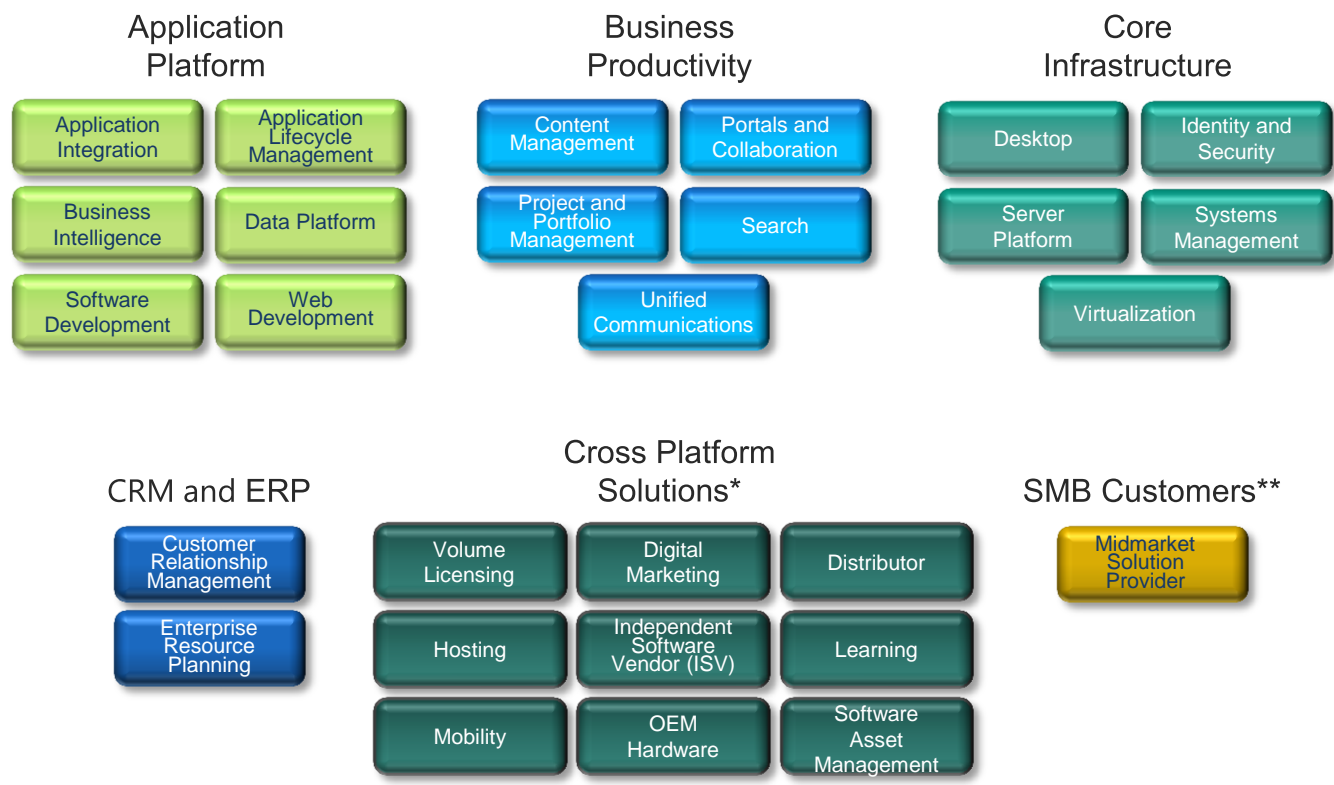 Application
Platform
Application
Integration
Application
Lifecycle
Management
Business
Intelligence
Data Platform
Software
Development
Web
Development
Business
Productivity
Content
Management
Portals and
Collaboration
Project and
Portfolio
Management
Search
Unified
Communications
Core
Infrastructure
Desktop
Identity and
Security
Server
Platform
Systems
Management
Virtualization
CRM and ERP
Customer
Relationship
Management
Enterprise
Resource
Planning
Cross Platform
Solutions*
Volume
Licensing
Digital
Marketing
Distributor
Hosting
Independent
Software
Vendor (ISV)
Learning
Mobility
OEM
Hardware
Software
Asset
Management
SMB Customers**
Midmarket
Solution
Provider